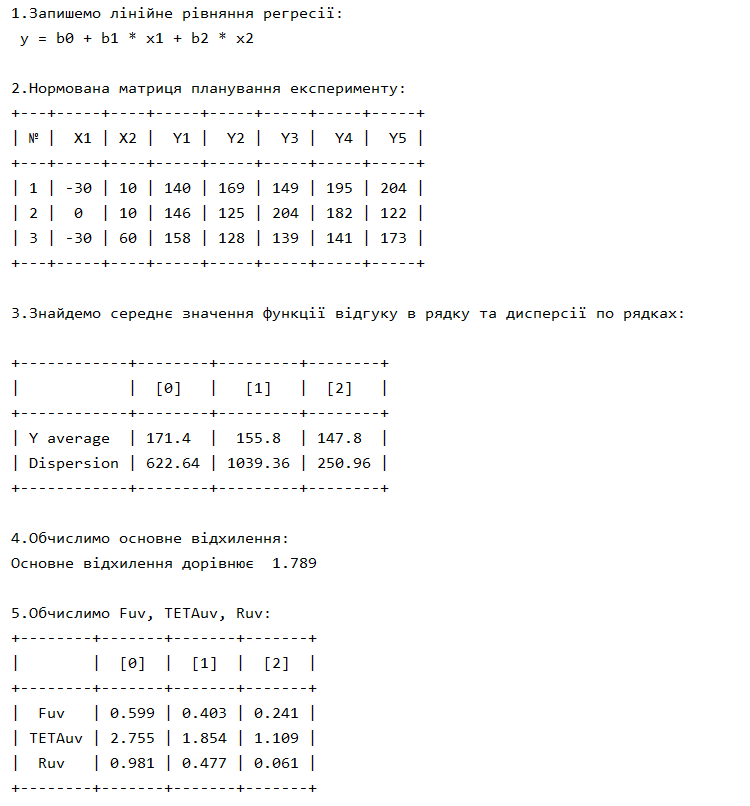 1.Запишемо лінійне рівняння регресії:
 y = b0 + b1 * x1 + b2 * x2

2.Нормована матриця планування експерименту:
+---+-----+----+-----+-----+-----+-----+-----+
| № |  X1 | X2 |  Y1 |  Y2 |  Y3 |  Y4 |  Y5 |
+---+-----+----+-----+-----+-----+-----+-----+
| 1 | -30 | 10 | 140 | 169 | 149 | 195 | 204 |
| 2 |  0  | 10 | 146 | 125 | 204 | 182 | 122 |
| 3 | -30 | 60 | 158 | 128 | 139 | 141 | 173 |
+---+-----+----+-----+-----+-----+-----+-----+

3.Знайдемо середнє значення функції відгуку в рядку та дисперсії по рядках:

+------------+--------+---------+--------+
|            |  [0]   |   [1]   |  [2]   |
+------------+--------+---------+--------+
| Y average  | 171.4  |  155.8  | 147.8  |
| Dispersion | 622.64 | 1039.36 | 250.96 |
+------------+--------+---------+--------+

4.Обчислимо основне відхилення:
Основне відхилення дорівнює  1.789

5.Обчислимо Fuv, TETAuv, Ruv:
+--------+-------+-------+-------+
|        |  [0]  |  [1]  |  [2]  |
+--------+-------+-------+-------+
|  Fuv   | 0.599 | 0.403 | 0.241 |
| TETAuv | 2.755 | 1.854 | 1.109 |
|  Ruv   | 0.981 | 0.477 | 0.061 |
+--------+-------+-------+-------+